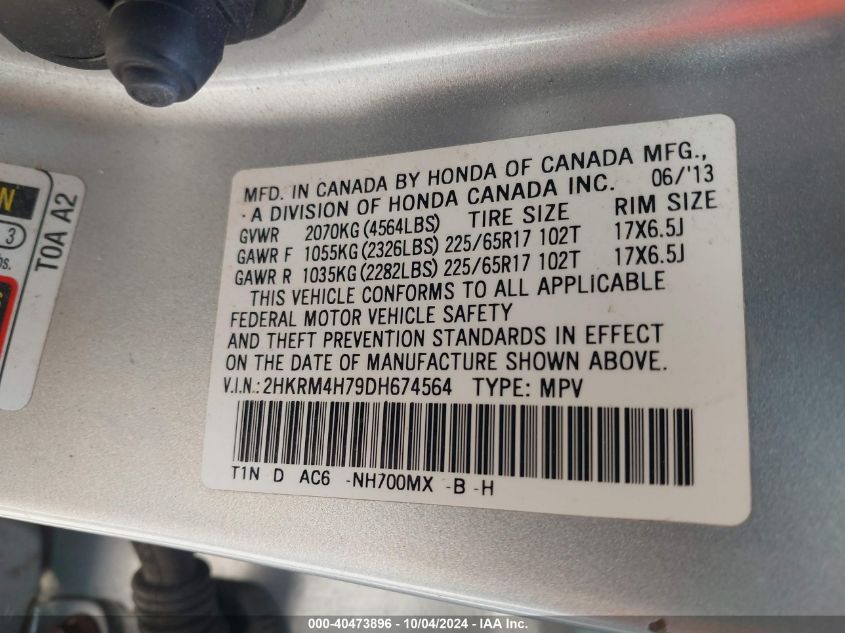 MFD. IN CANADA BY HONDA OF CANADA MFG.,
A DIVISION OF HONDA CANADA INC. 06/'13
GVWR 2070KG (4564LBS) TIRE SIZE RIM SIZE
GAWR F 1055KG (2326LBS) 225/65R17 102T 17X6.5J
GAWR R 1035KG (2282LBS) 225/65R17 102T 17X6.5J
THIS VEHICLE CONFORMS TO ALL APPLICABLE
FEDERAL MOTOR VEHICLE SAFETY
AND THEFT PREVENTION STANDARDS IN EFFECT
ON THE DATE OF MANUFACTURE SHOWN ABOVE.
V.I.N.: 2HKRM4H79DH674564 TYPE: MPV
T1N D AC6 -NH700MX -B -H
T0A A2
N
3
000-40473896 - 10/04/2024 - IAA Inc.